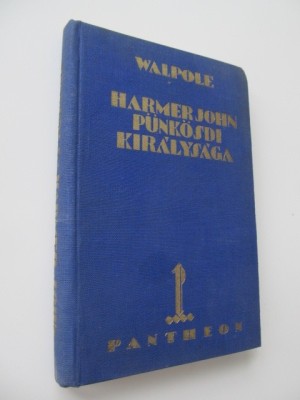 WALPOLE
HARMER JOHN
PÜNKÖSDI
KIRÁLYSÁGA
PANTHEON